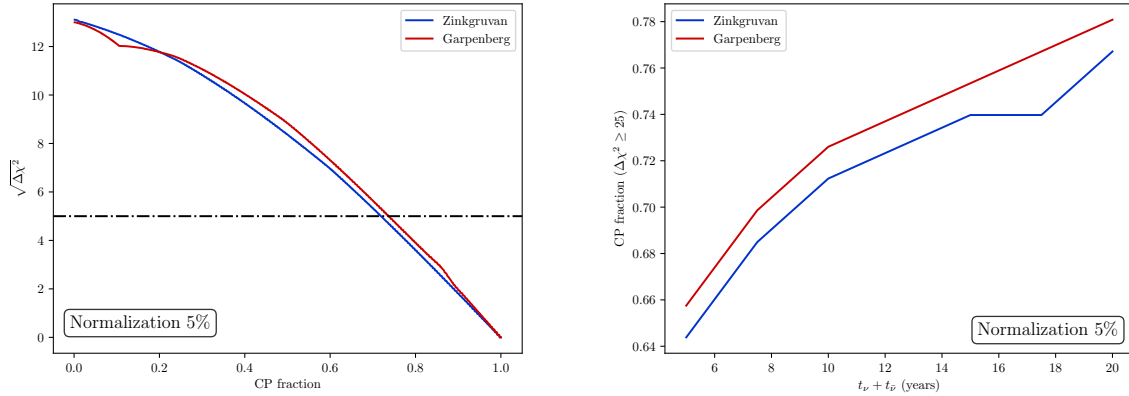 Zinkgruvan
Garpenberg
12
10
8
6
4
2
0
√Δχ²
Normalization 5%
0.0 0.2 0.4 0.6 0.8 1.0
CP fraction
Zinkgruvan
Garpenberg
0.78
0.76
0.74
0.72
0.70
0.68
0.66
0.64
CP fraction (Δχ² ≥ 25)
Normalization 5%
6 8 10 12 14 16 18 20
t_ν + t_ν̄ (years)